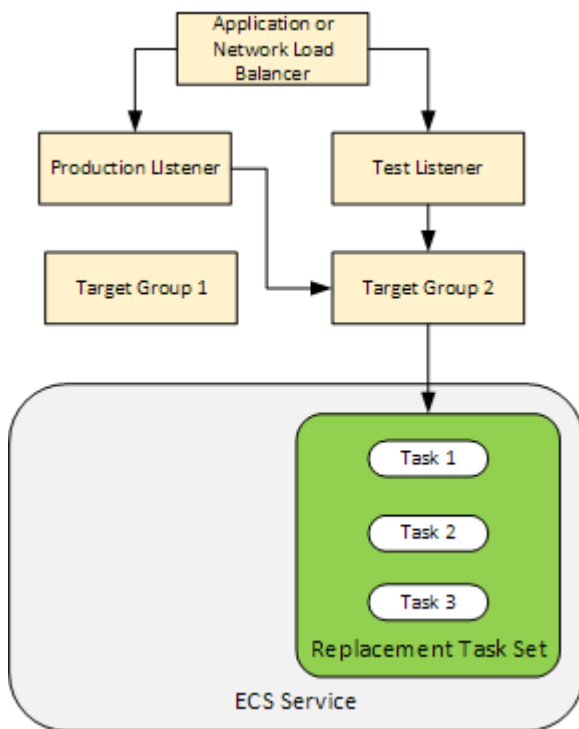 Application or
Network Load
Balancer
Production LIstener
Test Listener
Target Group 1
Target Group 2
Task 1
Task 2
Task 3
Replacement Task Set
ECS Service